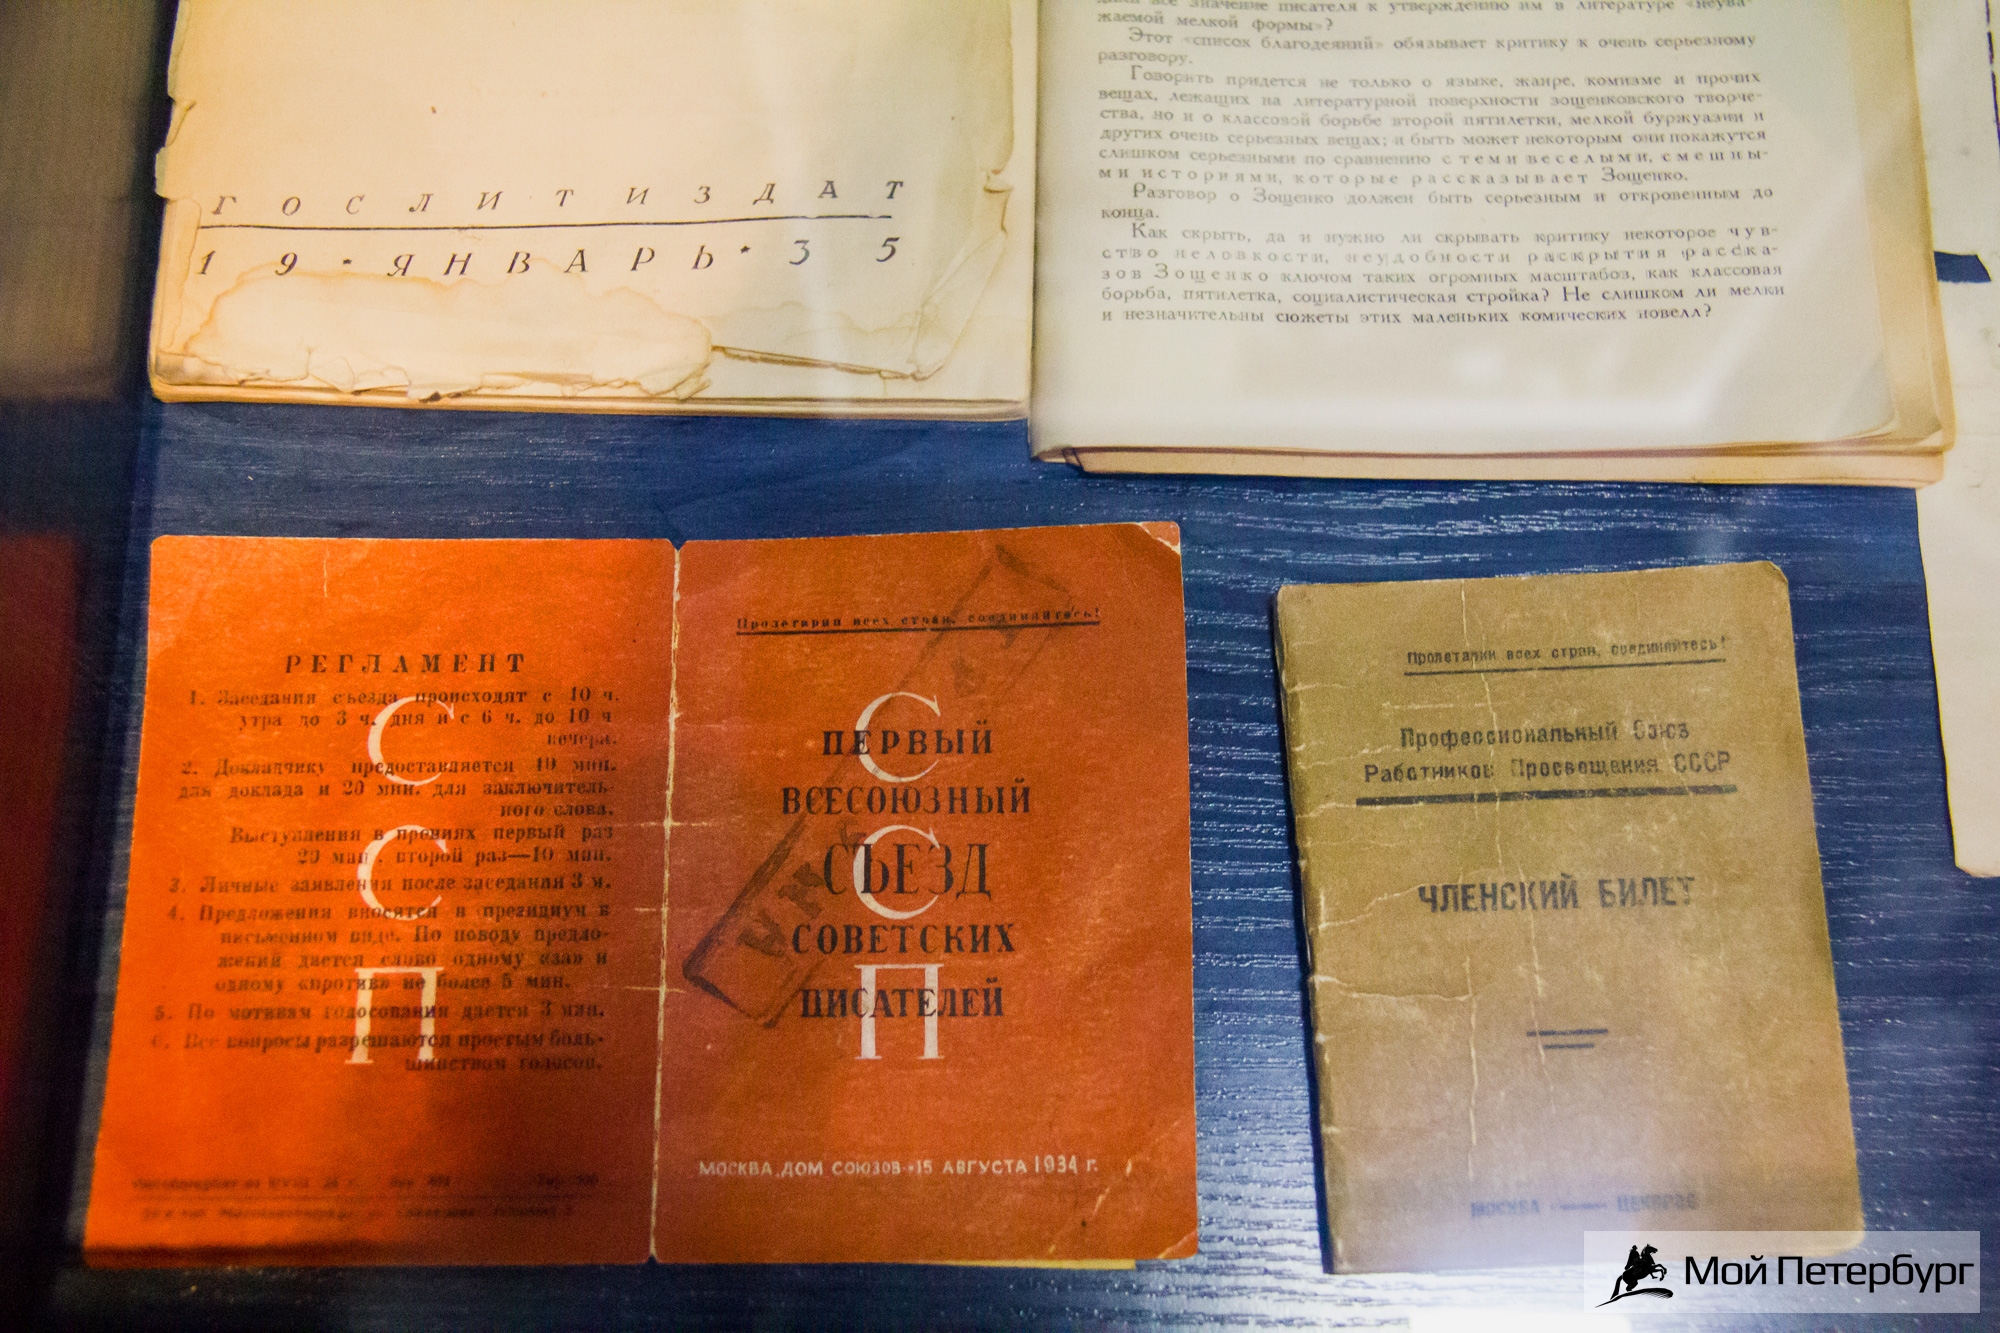 ГОСЛИТИЗДАТ
19 * ЯНВАРЬ * 35
значение писателя к утверждению им в литературе «неува-
жаемой мелкой формы»?
Этот «список благодеяний» обязывает критику к очень серьезному
разговору.
Говорить придется не только о языке, жанре, комизме и прочих
вещах, лежащих на литературной поверхности зощенковского творче-
ства, но и о классовой борьбе второй пятилетки, мелкой буржуазии и
других очень серьезных вещах; и быть может некоторым они покажутся
слишком серьезными по сравнению с теми веселыми, смешны-
ми историями, которые рассказывает Зощенко.
Разговор о Зощенко должен быть серьезным и откровенным до
конца.
Как скрыть, да и нужно ли скрывать критику некоторое чув-
ство неловкости, неудобности раскрытия расска-
зов Зощенко ключом таких огромных масштабов, как классовая
борьба, пятилетка, социалистическая стройка? Не слишком ли мелки
и незначительны сюжеты этих маленьких комических новелл?
РЕГЛАМЕНТ
1. Заседания съезда происходят с 10 ч.
утра до 3 ч. дня и с 6 ч. до 10 ч
вечера.
2. Докладчику предоставляется 40 мин.
для доклада и 20 мин. для заключитель-
ного слова.
Выступления в прениях первый раз
20 мин., второй раз—10 мин.
3. Личные заявления после заседания 3 м.
4. Предложения вносятся в президиум в
письменном виде. По поводу предло-
жений дается слово одному «за» и
одному «против» не более 5 мин.
5. По мотивам голосования дается 3 мин.
6. Все вопросы разрешаются простым боль-
шинством голосов.
ССП
Пролетарии всех стран, соединяйтесь!
ПЕРВЫЙ
ВСЕСОЮЗНЫЙ
СЪЕЗД
СОВЕТСКИХ
ПИСАТЕЛЕЙ
ССП
МОСКВА, ДОМ СОЮЗОВ · 15 АВГУСТА 1934 г.
Пролетарии всех стран, соединяйтесь!
Профессиональный Союз
Работников Просвещения СССР
ЧЛЕНСКИЙ БИЛЕТ
МОСКВА —
Мой Петербург